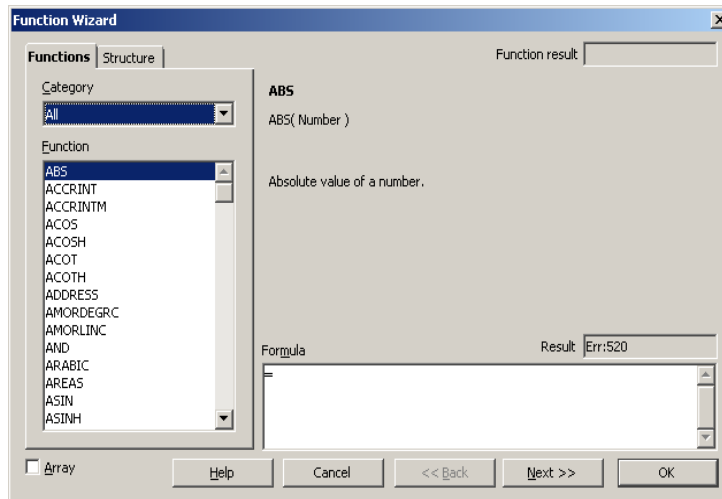 Function Wizard
Functions Structure
Function result
Category
All
Function
ABS
ACCRINT
ACCRINTM
ACOS
ACOSH
ACOT
ACOTH
ADDRESS
AMORDEGRC
AMORLINC
AND
ARABIC
AREAS
ASIN
ASINH
ABS
ABS( Number )
Absolute value of a number.
Formula
Result Err:520
=
Array
Help Cancel << Back Next >> OK